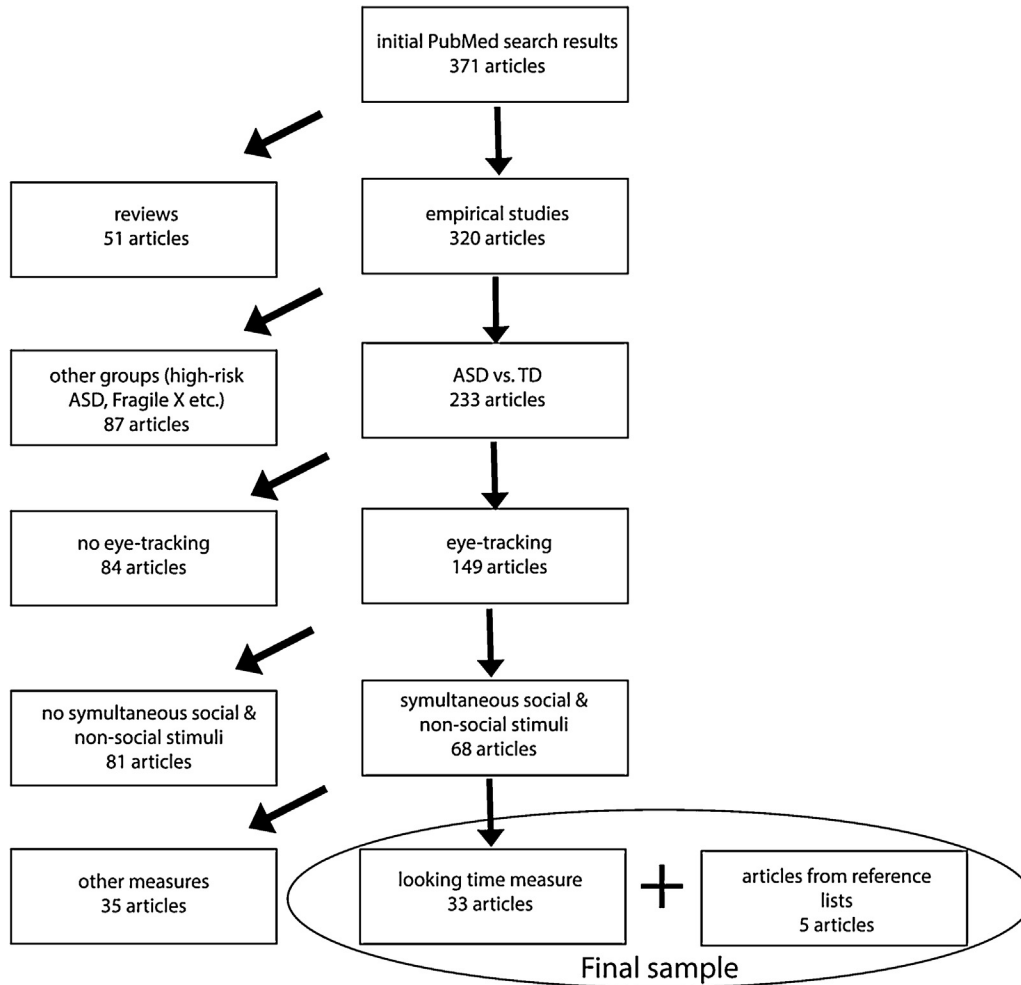 initial PubMed search results
371 articles
reviews
51 articles
empirical studies
320 articles
other groups (high-risk
ASD, Fragile X etc.)
87 articles
ASD vs. TD
233 articles
no eye-tracking
84 articles
eye-tracking
149 articles
no symultaneous social &
non-social stimuli
81 articles
symultaneous social &
non-social stimuli
68 articles
other measures
35 articles
looking time measure
33 articles
+
articles from reference
lists
5 articles
Final sample